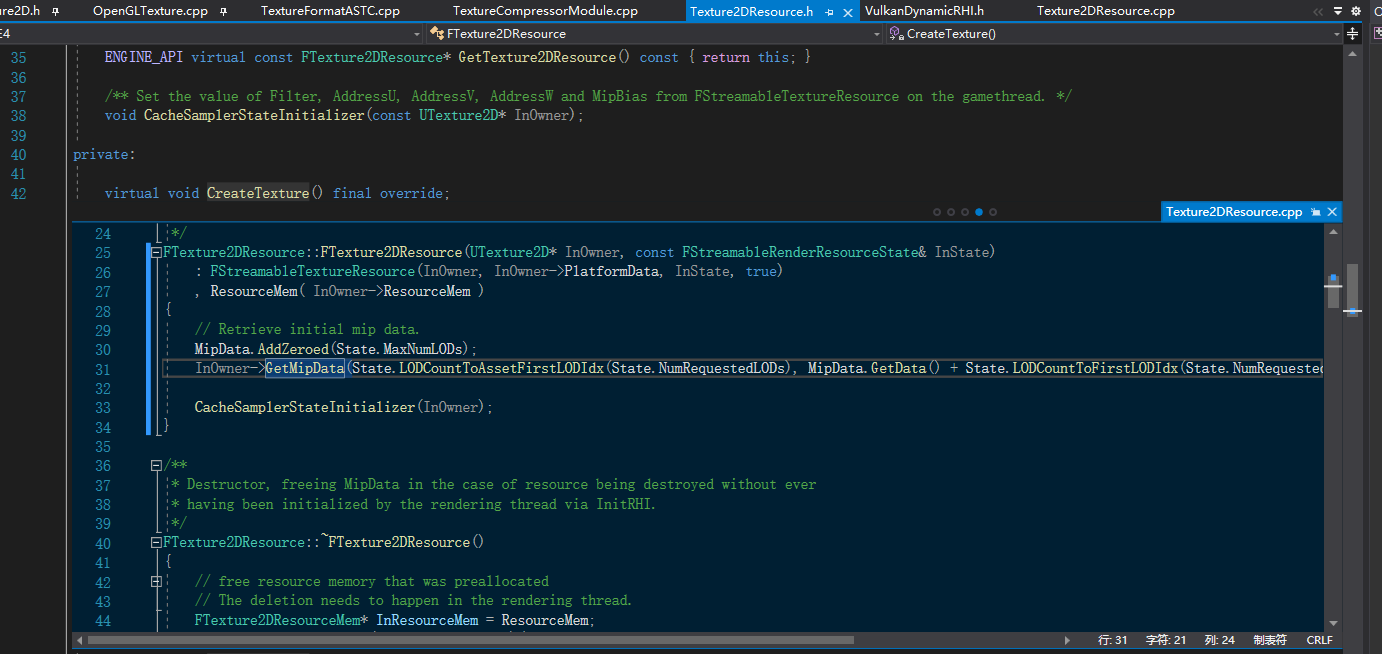 re2D.h OpenGLTexture.cpp TextureFormatASTC.cpp TextureCompressorModule.cpp Texture2DResource.h VulkanDynamicRHI.h Texture2DResource.cpp
E4 FTexture2DResource CreateTexture()
35 ENGINE_API virtual const FTexture2DResource* GetTexture2DResource() const { return this; }
36
37 /** Set the value of Filter, AddressU, AddressV, AddressW and MipBias from FStreamableTextureResource on the gamethread. */
38 void CacheSamplerStateInitializer(const UTexture2D* InOwner);
39
40 private:
41
42 virtual void CreateTexture() final override;
Texture2DResource.cpp
24 */
25 FTexture2DResource::FTexture2DResource(UTexture2D* InOwner, const FStreamableRenderResourceState& InState)
26 : FStreamableTextureResource(InOwner, InOwner->PlatformData, InState, true)
27 , ResourceMem( InOwner->ResourceMem )
28 {
29 // Retrieve initial mip data.
30 MipData.AddZeroed(State.MaxNumLODs);
31 InOwner->GetMipData(State.LODCountToAssetFirstLODIdx(State.NumRequestedLODs), MipData.GetData() + State.LODCountToFirstLODIdx(State.NumRequested
32
33 CacheSamplerStateInitializer(InOwner);
34 }
35
36 /**
37 * Destructor, freeing MipData in the case of resource being destroyed without ever
38 * having been initialized by the rendering thread via InitRHI.
39 */
40 FTexture2DResource::~FTexture2DResource()
41 {
42 // free resource memory that was preallocated
43 // The deletion needs to happen in the rendering thread.
44 FTexture2DResourceMem* InResourceMem = ResourceMem;
行: 31 字符: 21 列: 24 制表符 CRLF